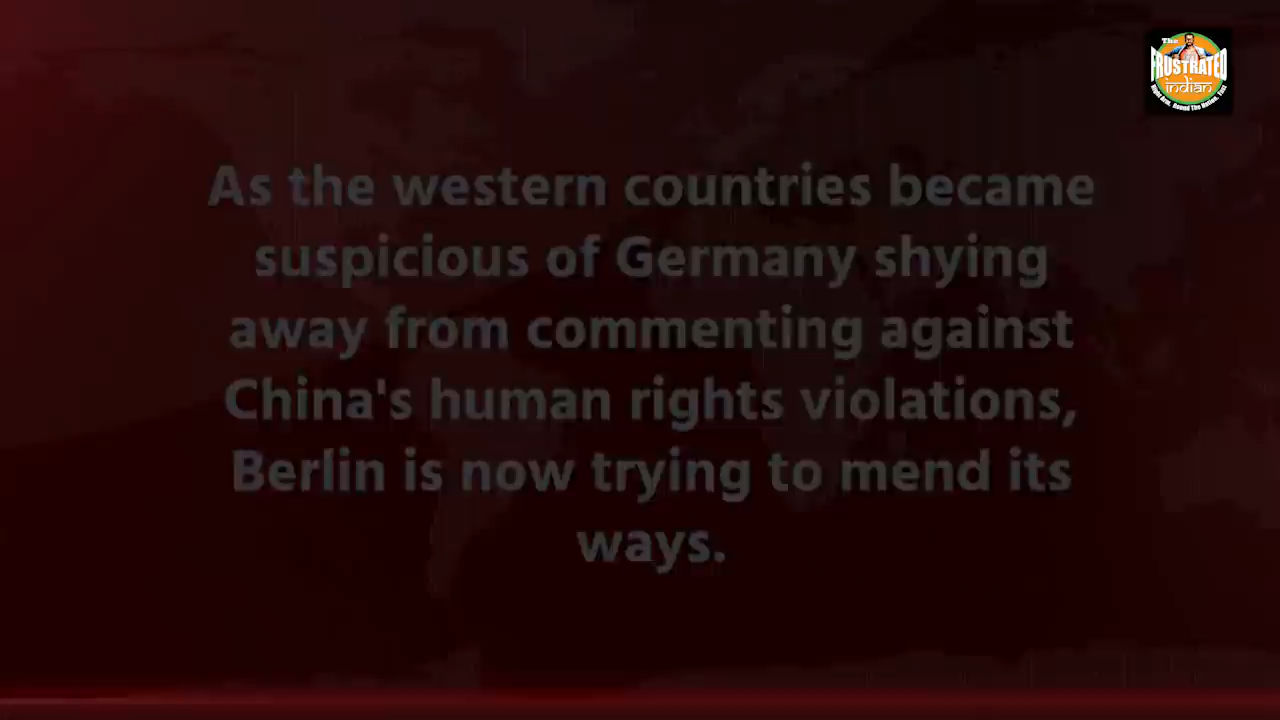 The
FRUSTRATED
indian
As the western countries became
suspicious of Germany shying
away from commenting against
China's human rights violations,
Berlin is now trying to mend its
ways.